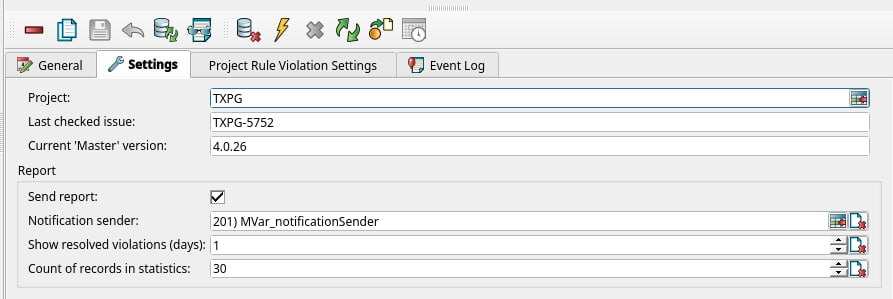 General Settings Project Rule Violation Settings Event Log
Project: TXPG
Last checked issue: TXPG-5752
Current 'Master' version: 4.0.26
Report
Send report:
Notification sender: 201) MVar_notificationSender
Show resolved violations (days): 1
Count of records in statistics: 30